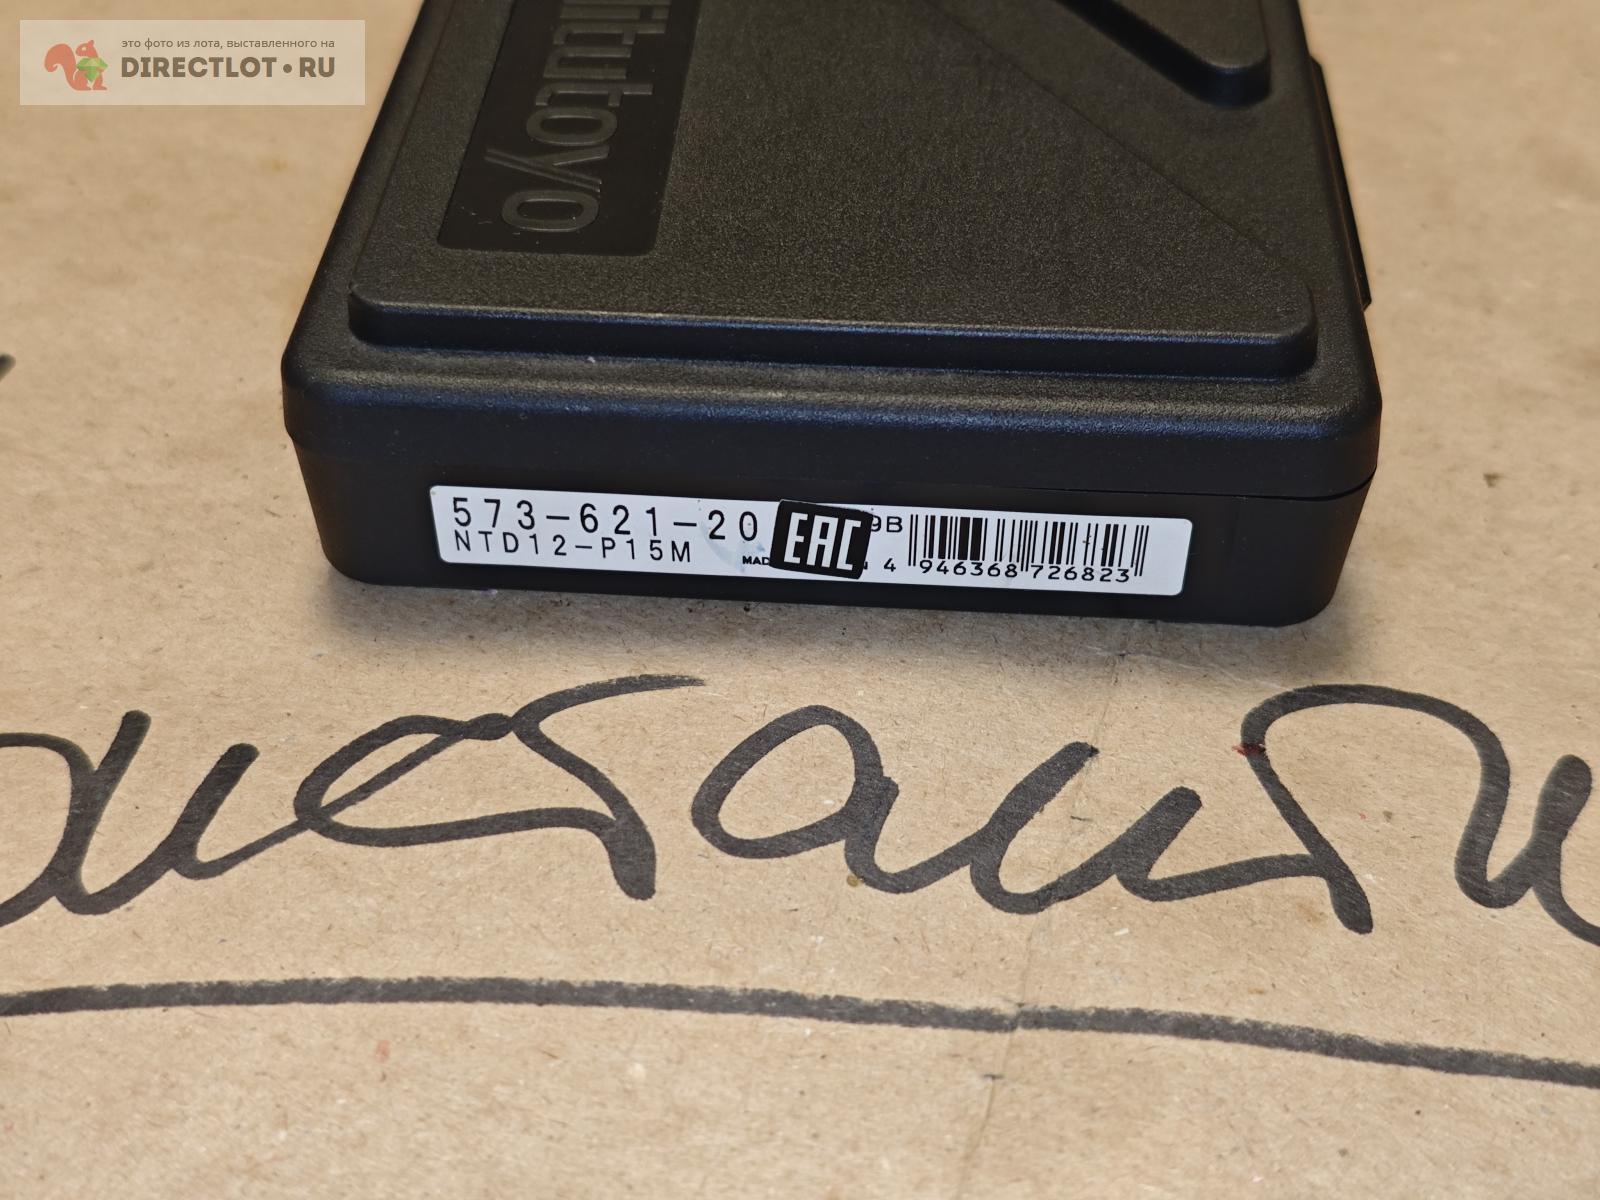 это фото из лота, выставленного на
DIRECTLOT.RU
Mitutoyo
573-621-20
9B
NTD12-P15M
EAC
4 946368 726823